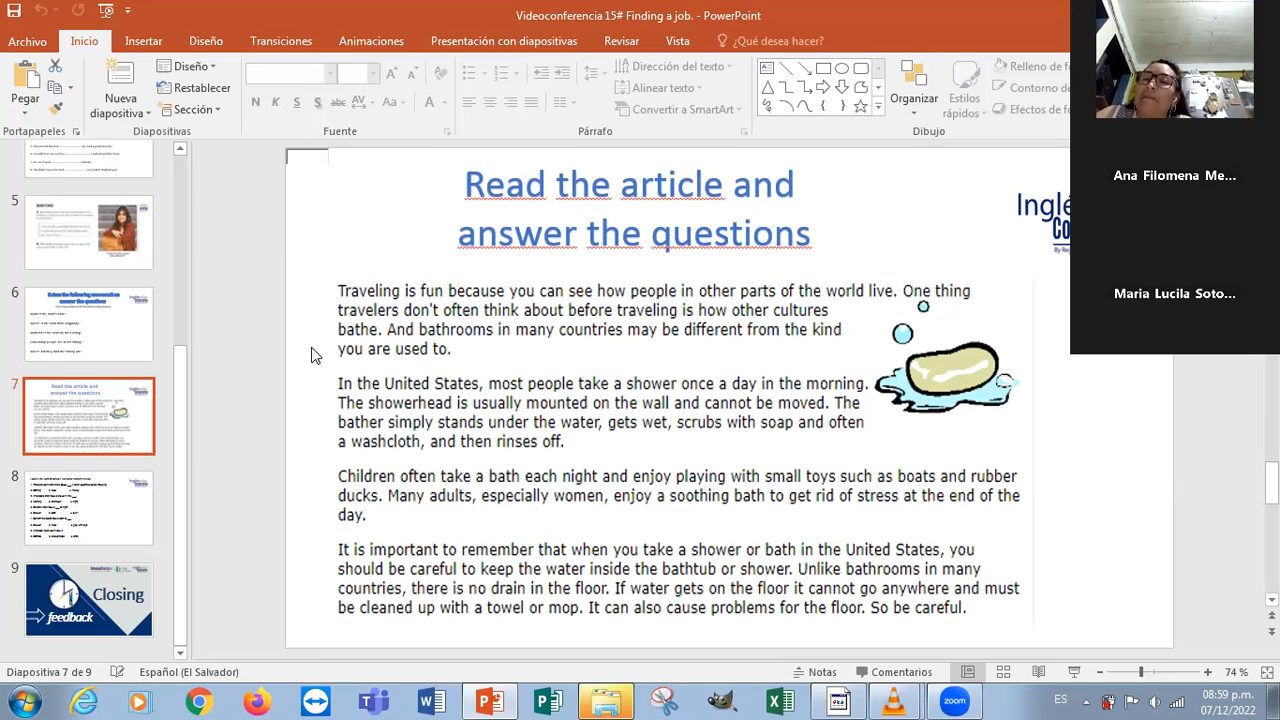 Videoconferencia 15# Finding a job. - PowerPoint
Archivo Inicio Insertar Diseño Transiciones Animaciones Presentación con diapositivas Revisar Vista ¿Qué desea hacer?
Pegar
Nueva diapositiva
Diseño
Restablecer
Sección
Dirección del texto
Alinear texto
Convertir a SmartArt
Organizar
Estilos rápidos
Relleno de
Contorno de
Efectos de fo
Portapapeles Diapositivas Fuente Párrafo Dibujo
Ana Filomena Me...
Maria Lucila Soto...
5
6
7
8
9
Closing
feedback
Read the article and
answer the questions
Inglé
Traveling is fun because you can see how people in other parts of the world live. One
travelers don't often think about before traveling is how other cultures
bathe. And bathrooms in many countries may be different from the kind
you are used to.
In the United States, most people take a shower once a day in the morning.
The showerhead is usually mounted on the wall and cannot be moved. The
bather simply stands under the water, gets wet, scrubs with soap and often
a washcloth, and then rinses off.
Children often take a bath each night and enjoy playing with small toys such as boats and rubber
ducks. Many adults, especially women, enjoy a soothing bath to get rid of stress at the end of the
day.
It is important to remember that when you take a shower or bath in the United States, you
should be careful to keep the water inside the bathtub or shower. Unlike bathrooms in many
countries, there is no drain in the floor. If water gets on the floor it cannot go anywhere and must
be cleaned up with a towel or mop. It can also cause problems for the floor. So be careful.
Diapositiva 7 de 9 Español (El Salvador) Notas Comentarios 74 %
zoom
ES
08:59 p.m.
07/12/2022